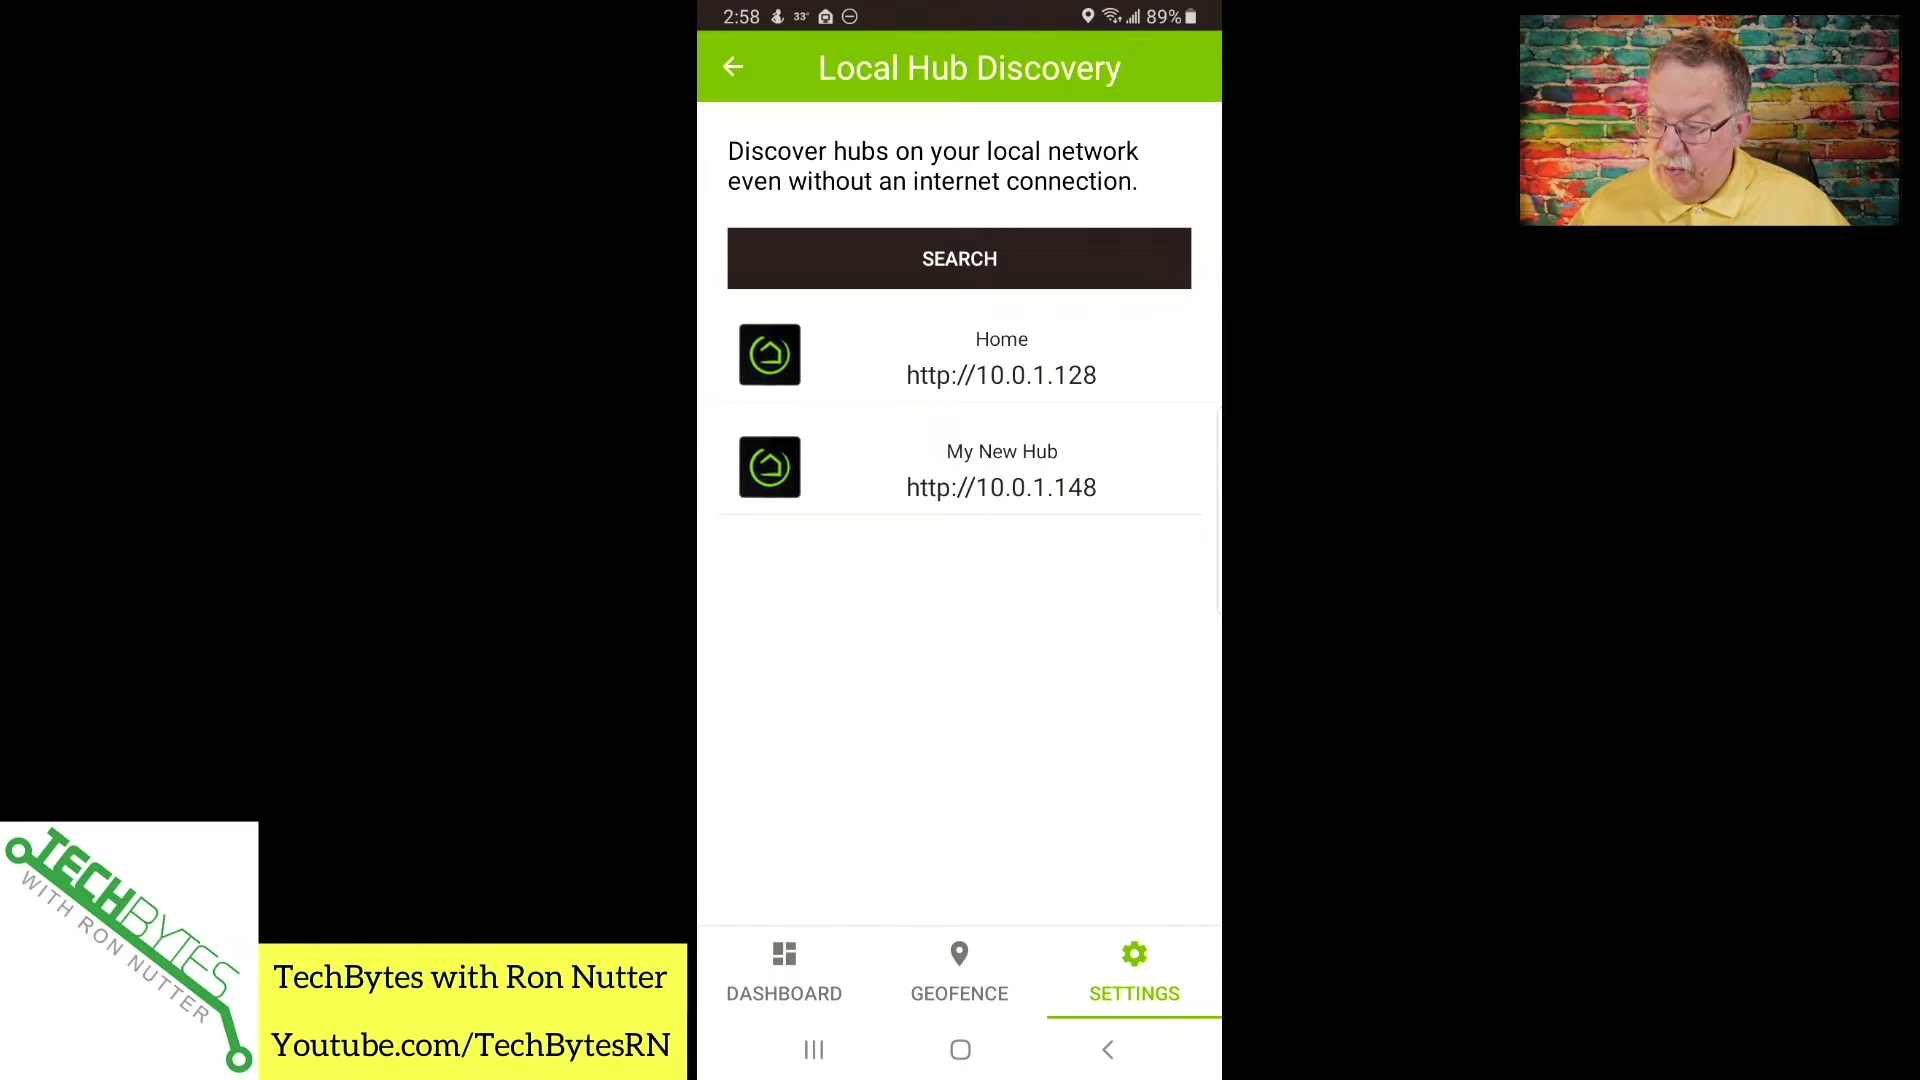 2:58 33° 89%
Local Hub Discovery
Discover hubs on your local network
even without an internet connection.
SEARCH
Home
http://10.0.1.128
My New Hub
http://10.0.1.148
DASHBOARD
GEOFENCE
SETTINGS
TECHBYTES
WITH RON NUTTER
TechBytes with Ron Nutter
Youtube.com/TechBytesRN